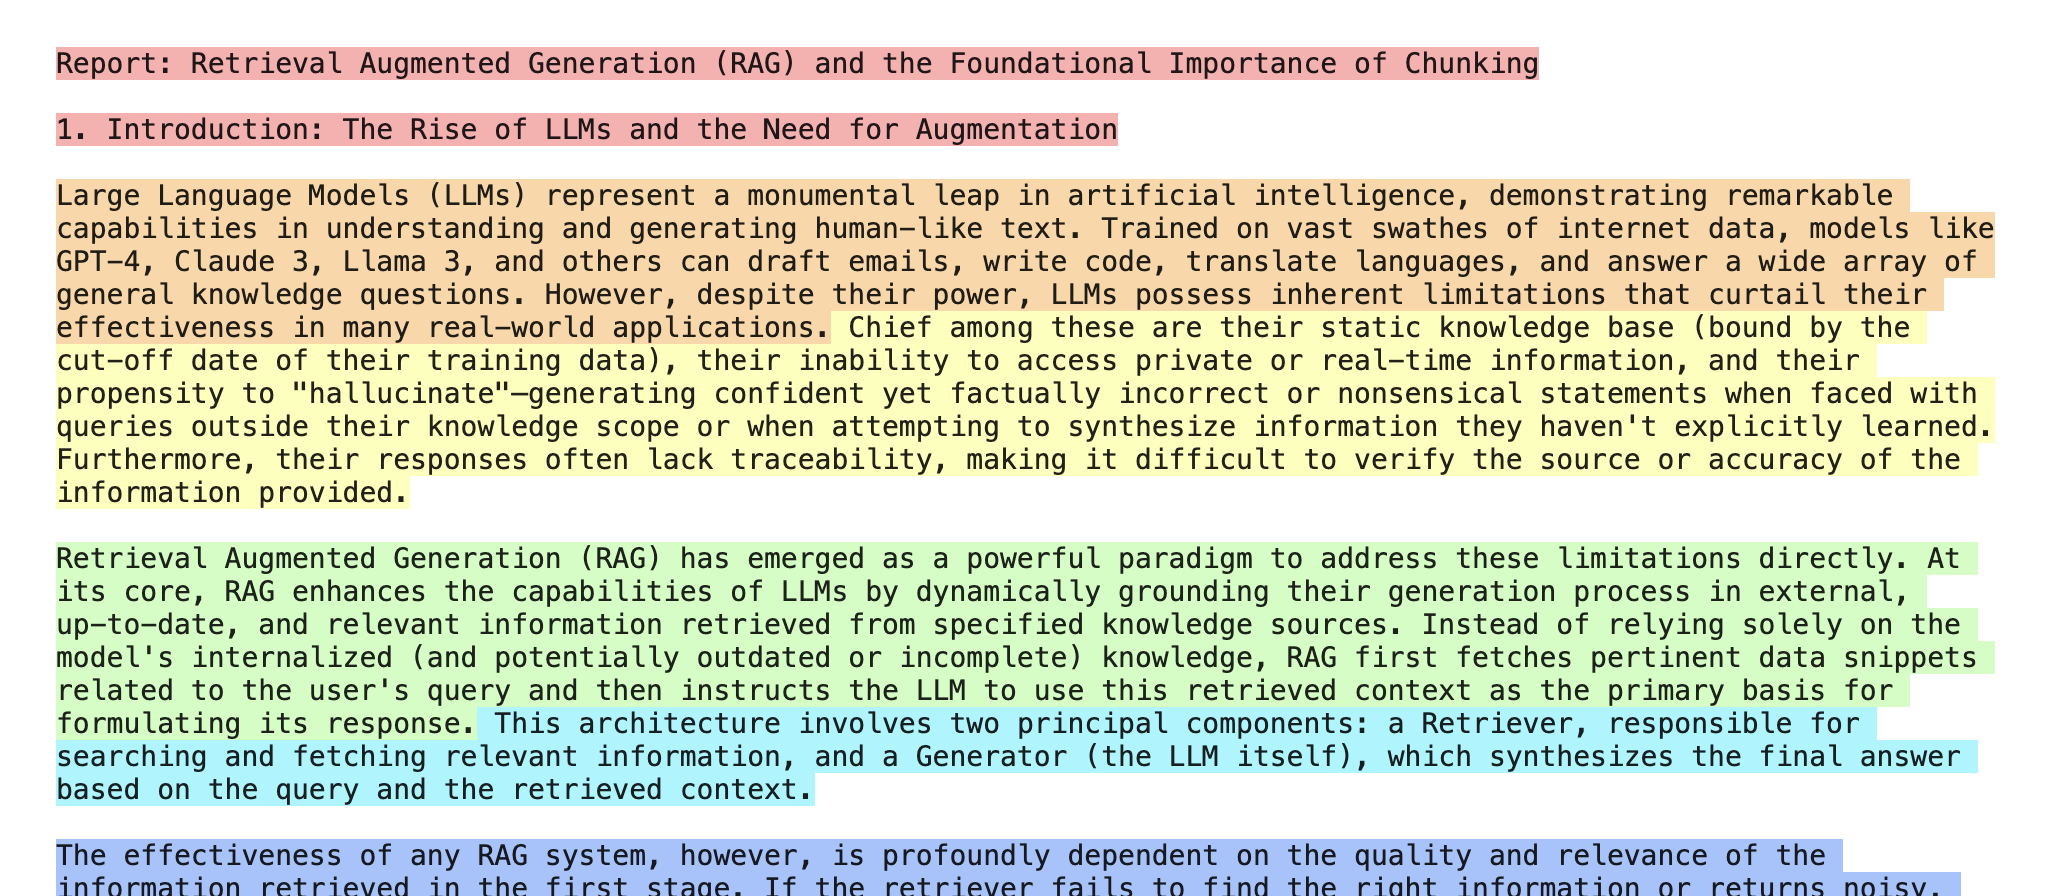 Report: Retrieval Augmented Generation (RAG) and the Foundational Importance of Chunking
1. Introduction: The Rise of LLMs and the Need for Augmentation
Large Language Models (LLMs) represent a monumental leap in artificial intelligence, demonstrating remarkable
capabilities in understanding and generating human-like text. Trained on vast swathes of internet data, models like
GPT-4, Claude 3, Llama 3, and others can draft emails, write code, translate languages, and answer a wide array of
general knowledge questions. However, despite their power, LLMs possess inherent limitations that curtail their
effectiveness in many real-world applications. Chief among these are their static knowledge base (bound by the
cut-off date of their training data), their inability to access private or real-time information, and their
propensity to "hallucinate"—generating confident yet factually incorrect or nonsensical statements when faced with
queries outside their knowledge scope or when attempting to synthesize information they haven't explicitly learned.
Furthermore, their responses often lack traceability, making it difficult to verify the source or accuracy of the
information provided.
Retrieval Augmented Generation (RAG) has emerged as a powerful paradigm to address these limitations directly. At
its core, RAG enhances the capabilities of LLMs by dynamically grounding their generation process in external,
up-to-date, and relevant information retrieved from specified knowledge sources. Instead of relying solely on the
model's internalized (and potentially outdated or incomplete) knowledge, RAG first fetches pertinent data snippets
related to the user's query and then instructs the LLM to use this retrieved context as the primary basis for
formulating its response. This architecture involves two principal components: a Retriever, responsible for
searching and fetching relevant information, and a Generator (the LLM itself), which synthesizes the final answer
based on the query and the retrieved context.
The effectiveness of any RAG system, however, is profoundly dependent on the quality and relevance of the
information retrieved in the first stage. If the retriever fails to find the right information or returns noisy,